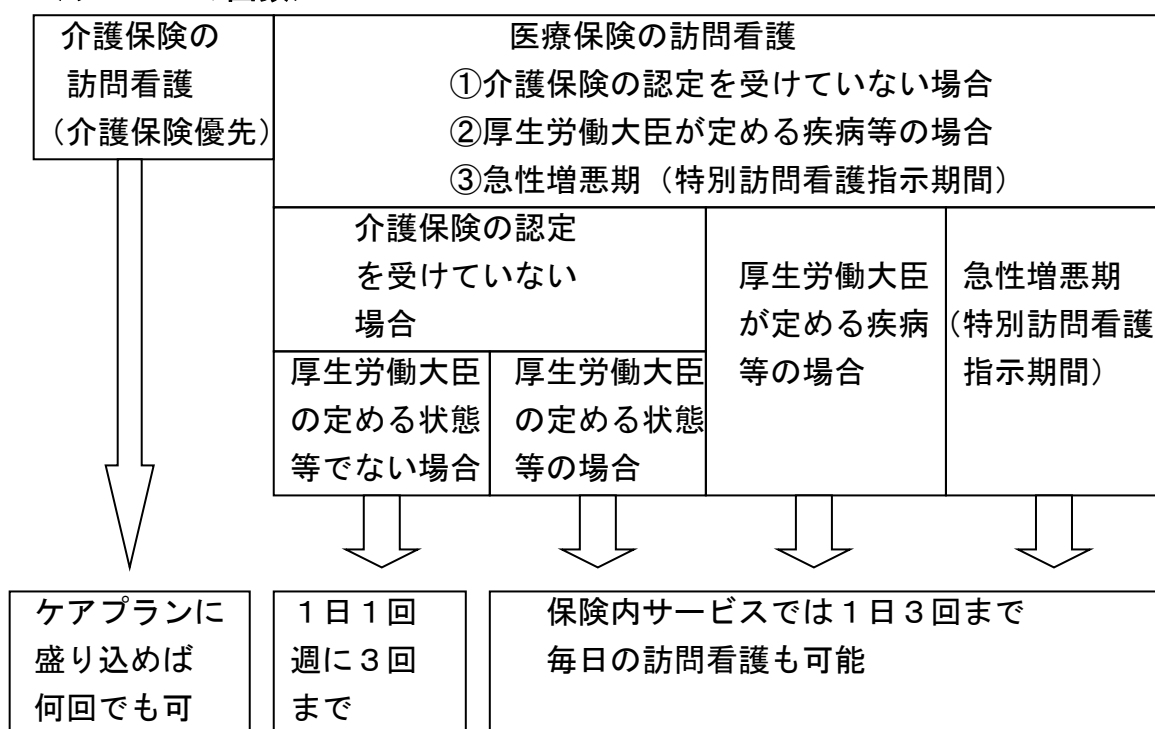 介護保険の
訪問看護
（介護保険優先）
医療保険の訪問看護
①介護保険の認定を受けていない場合
②厚生労働大臣が定める疾病等の場合
③急性増悪期（特別訪問看護指示期間）
介護保険の認定
を受けていない
場合
厚生労働大臣
の定める状態
等でない場合
厚生労働大臣
の定める状態
等の場合
厚生労働大臣
が定める疾病
等の場合
急性増悪期
（特別訪問看護
指示期間）
ケアプランに
盛り込めば
何回でも可
１日１回
週に３回
まで
保険内サービスでは１日３回まで
毎日の訪問看護も可能